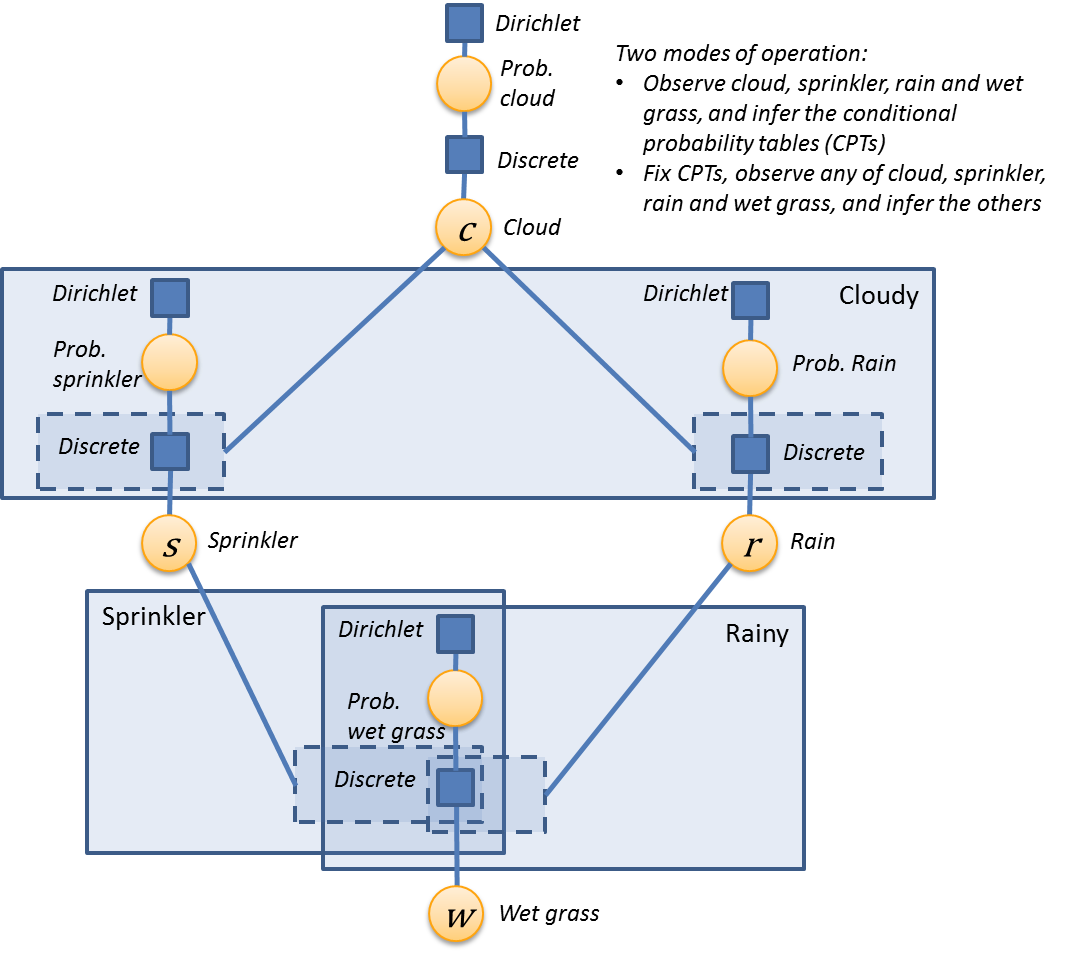 Dirichlet
Prob.
cloud
Two modes of operation:
• Observe cloud, sprinkler, rain and wet
grass, and infer the conditional
probability tables (CPTs)
• Fix CPTs, observe any of cloud, sprinkler,
rain and wet grass, and infer the others
Discrete
c
Cloud
Cloudy
Dirichlet
Prob.
sprinkler
Discrete
Dirichlet
Prob. Rain
Discrete
s
Sprinkler
r
Rain
Sprinkler
Rainy
Dirichlet
Prob.
wet grass
Discrete
w
Wet grass